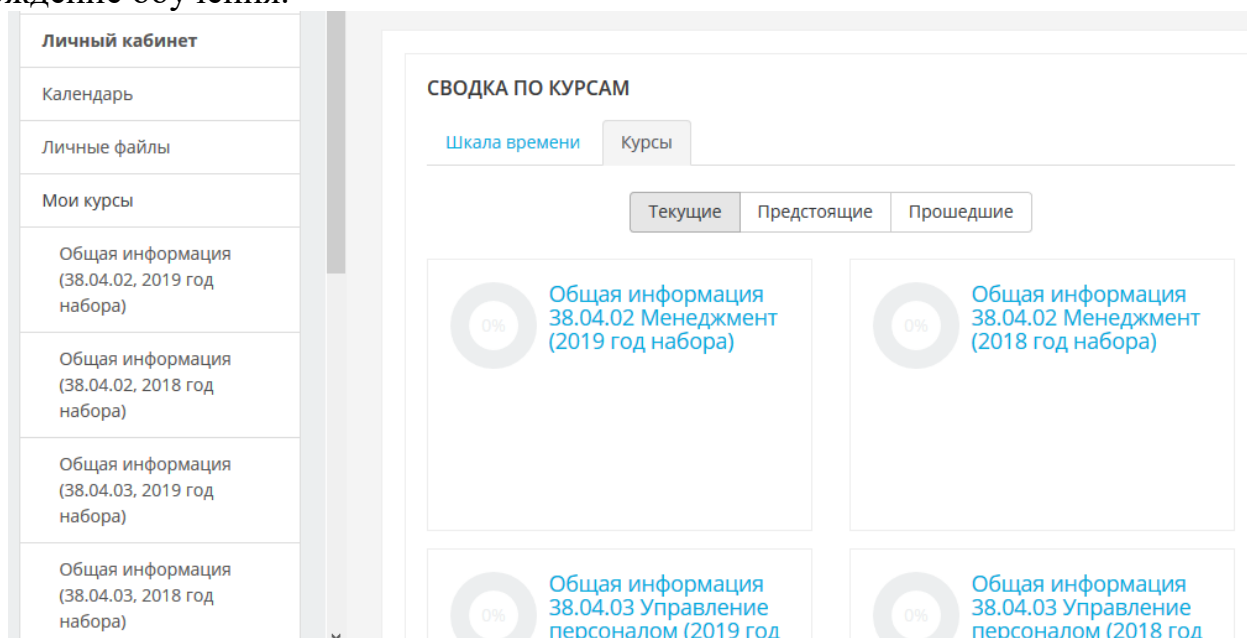 обучения.
Личный кабинет
Календарь
Личные файлы
Мои курсы
Общая информация
(38.04.02, 2019 год
набора)
Общая информация
(38.04.02, 2018 год
набора)
Общая информация
(38.04.03, 2019 год
набора)
Общая информация
(38.04.03, 2018 год
набора)
СВОДКА ПО КУРСАМ
Шкала времени
Курсы
Текущие
Предстоящие
Прошедшие
0%
Общая информация
38.04.02 Менеджмент
(2019 год набора)
0%
Общая информация
38.04.02 Менеджмент
(2018 год набора)
0%
Общая информация
38.04.03 Управление
персоналом (2019 год
0%
Общая информация
38.04.03 Управление
персоналом (2018 год